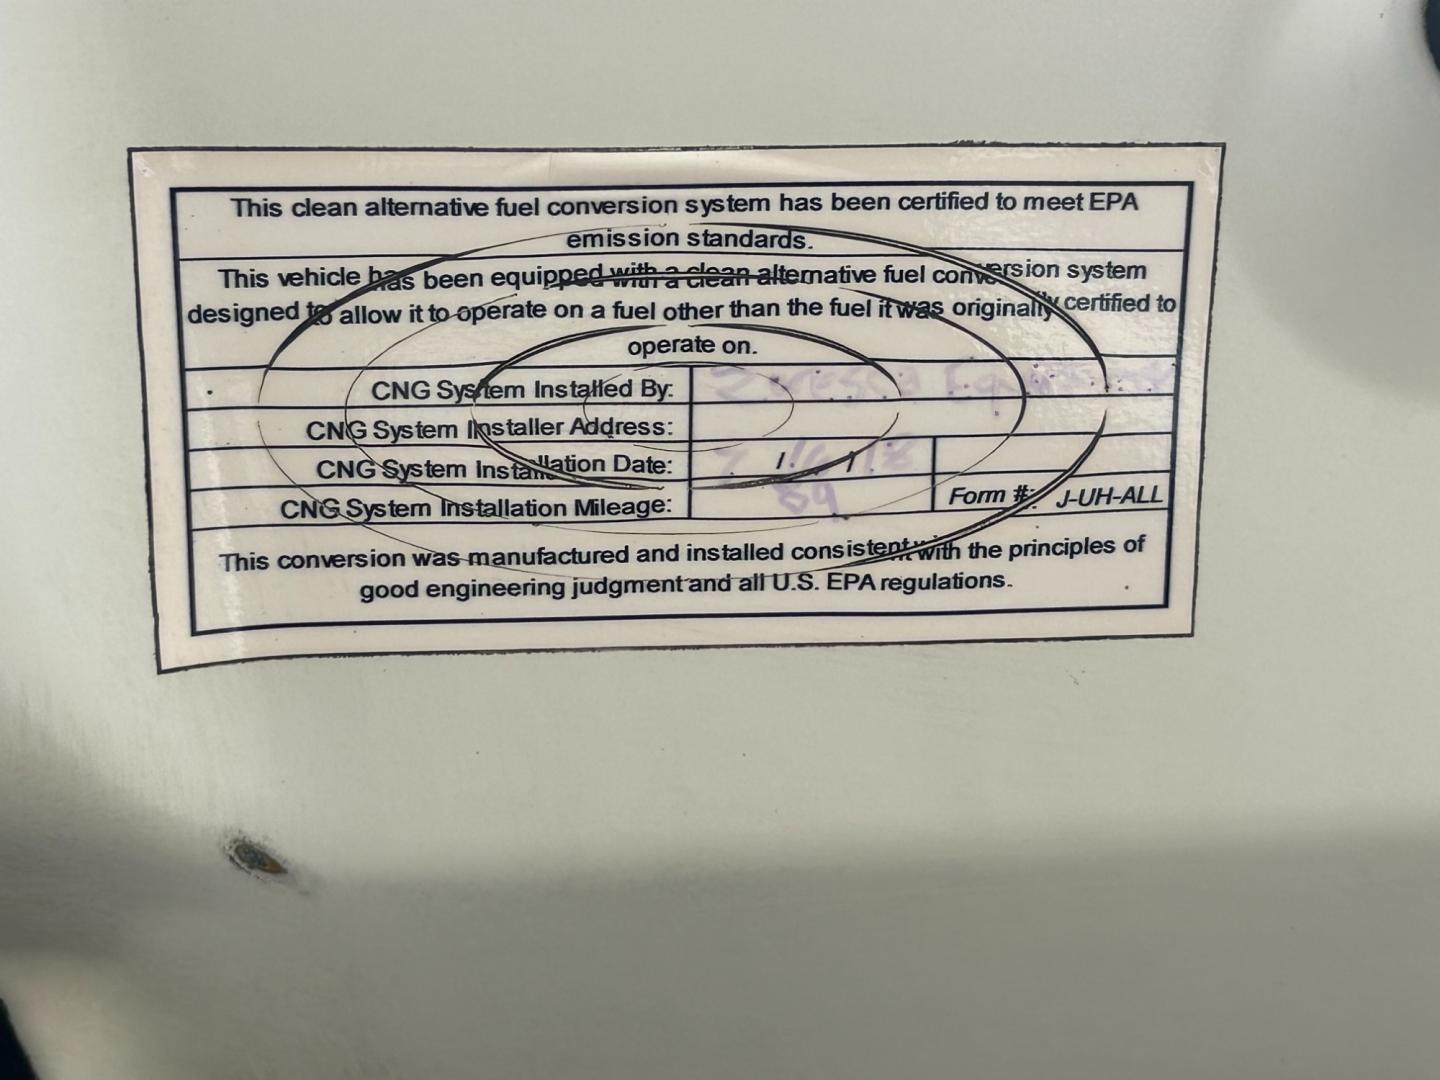 This clean alternative fuel conversion system has been certified to meet EPA
emission standards.
This vehicle has been equipped with a clean alternative fuel conversion system
designed to allow it to operate on a fuel other than the fuel it was originally certified to
operate on.
CNG System Installed By:
CNG System Installer Address:
CNG System Installation Date: / /
CNG System Installation Mileage: 89 Form #: J-UH-ALL
This conversion was manufactured and installed consistent with the principles of
good engineering judgment and all U.S. EPA regulations.